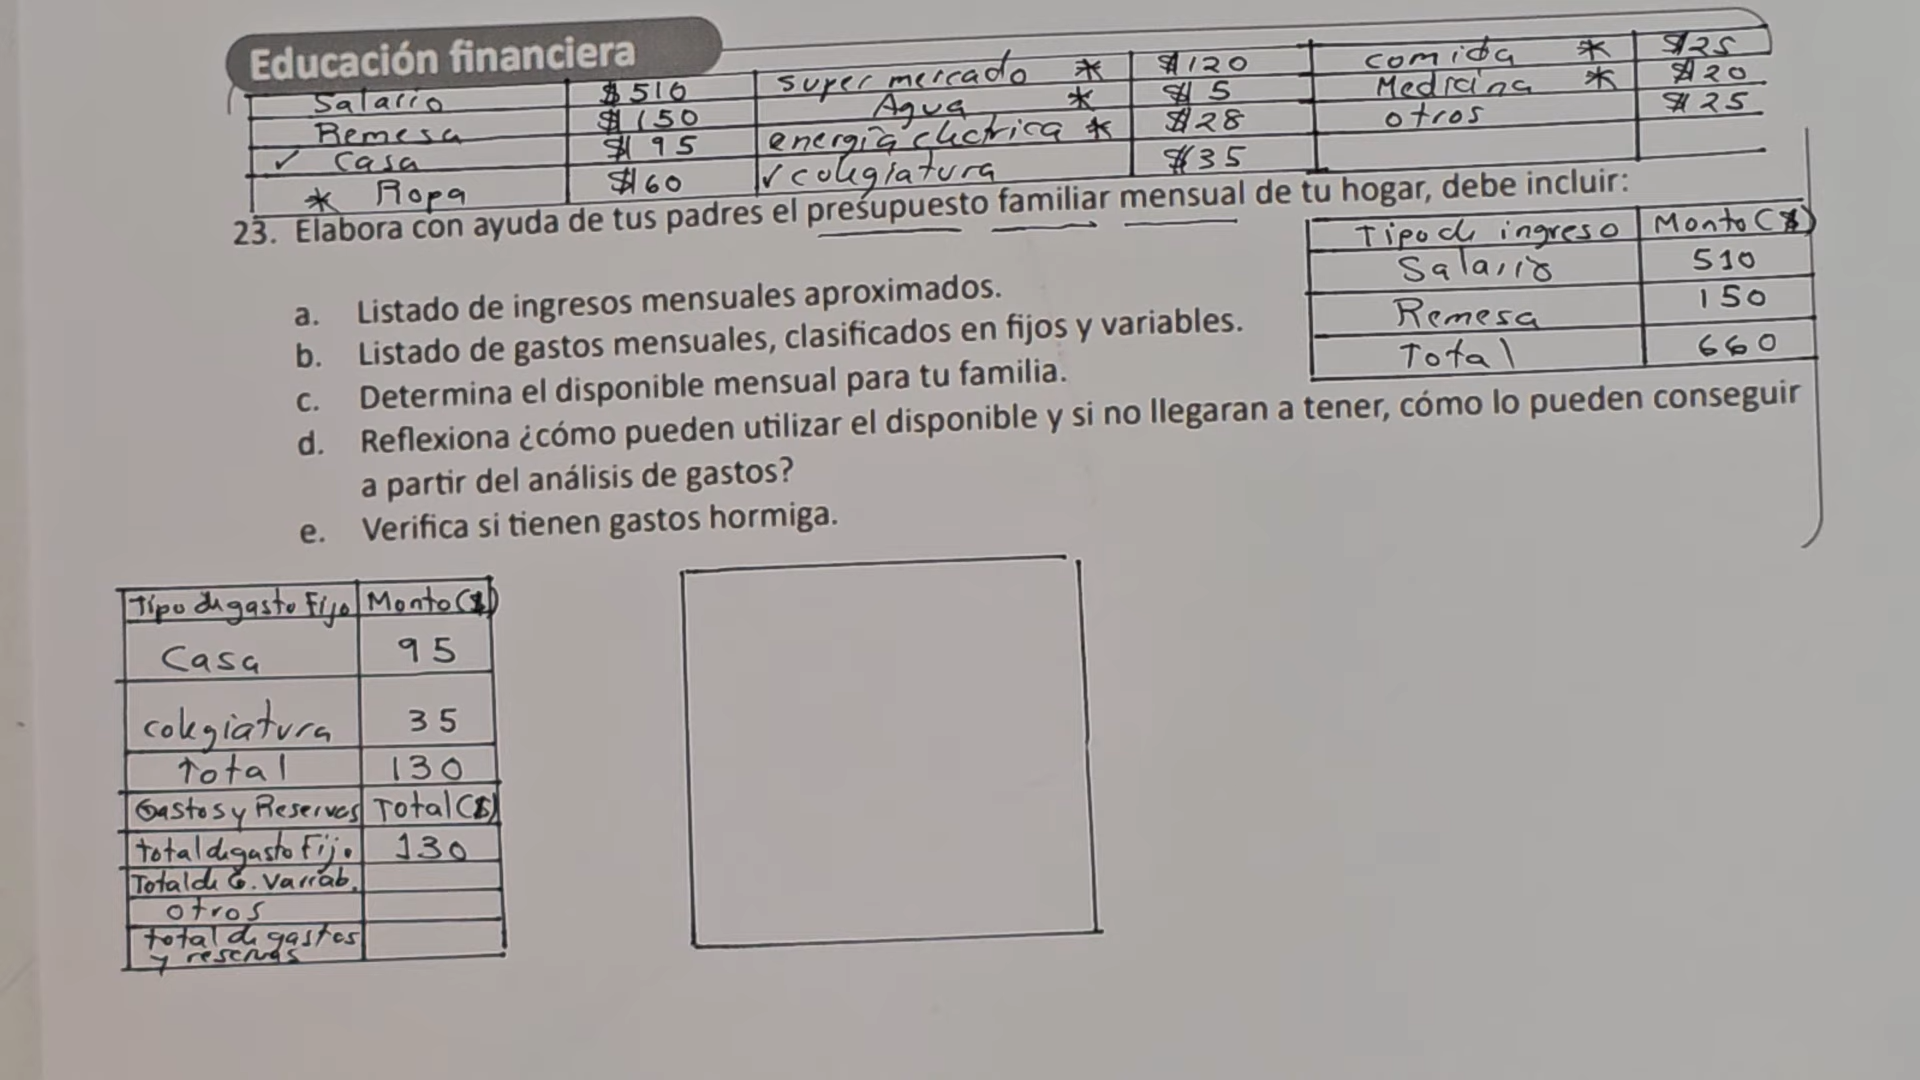 Educación financiera
Salario $510 super mercado * $120 comida * $25
Remesa $150 Agua * $5 Medicina * $20
✓ casa $95 energía electrica * $28 otros $25
* Ropa $60 ✓ colegiatura $35
23. Elabora con ayuda de tus padres el presupuesto familiar mensual de tu hogar, debe incluir:
a. Listado de ingresos mensuales aproximados.
b. Listado de gastos mensuales, clasificados en fijos y variables.
c. Determina el disponible mensual para tu familia.
d. Reflexiona ¿cómo pueden utilizar el disponible y si no llegaran a tener, cómo lo pueden conseguir
a partir del análisis de gastos?
e. Verifica si tienen gastos hormiga.
Tipo de ingreso Monto ($)
Salario 510
Remesa 150
Total 660
Tipo de gasto Fijo Monto ($)
Casa 95
colegiatura 35
Total 130
Gastos y Reservas Total ($)
total de gasto Fijo 130
Total de G. Variab.
otros
total de gastos
y reservas